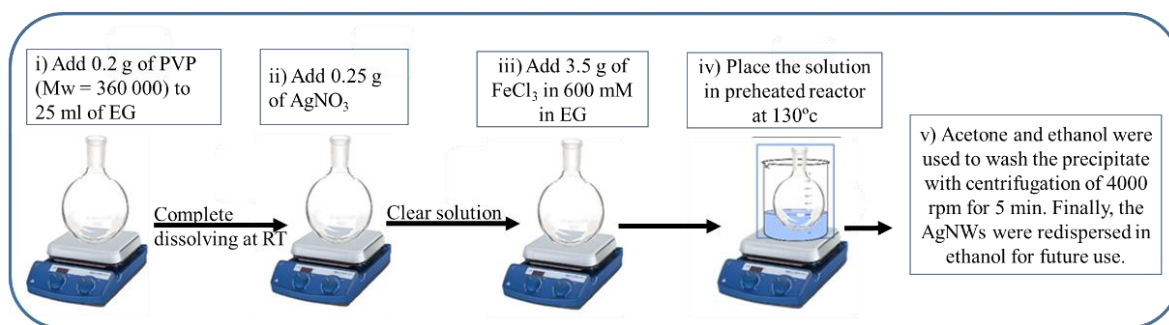 i) Add 0.2 g of PVP
(Mw = 360 000) to
25 ml of EG
Complete
dissolving at RT
ii) Add 0.25 g
of AgNO₃
Clear solution
iii) Add 3.5 g of
FeCl₃ in 600 mM
in EG
iv) Place the solution
in preheated reactor
at 130ºc
v) Acetone and ethanol were
used to wash the precipitate
with centrifugation of 4000
rpm for 5 min. Finally, the
AgNWs were redispersed in
ethanol for future use.